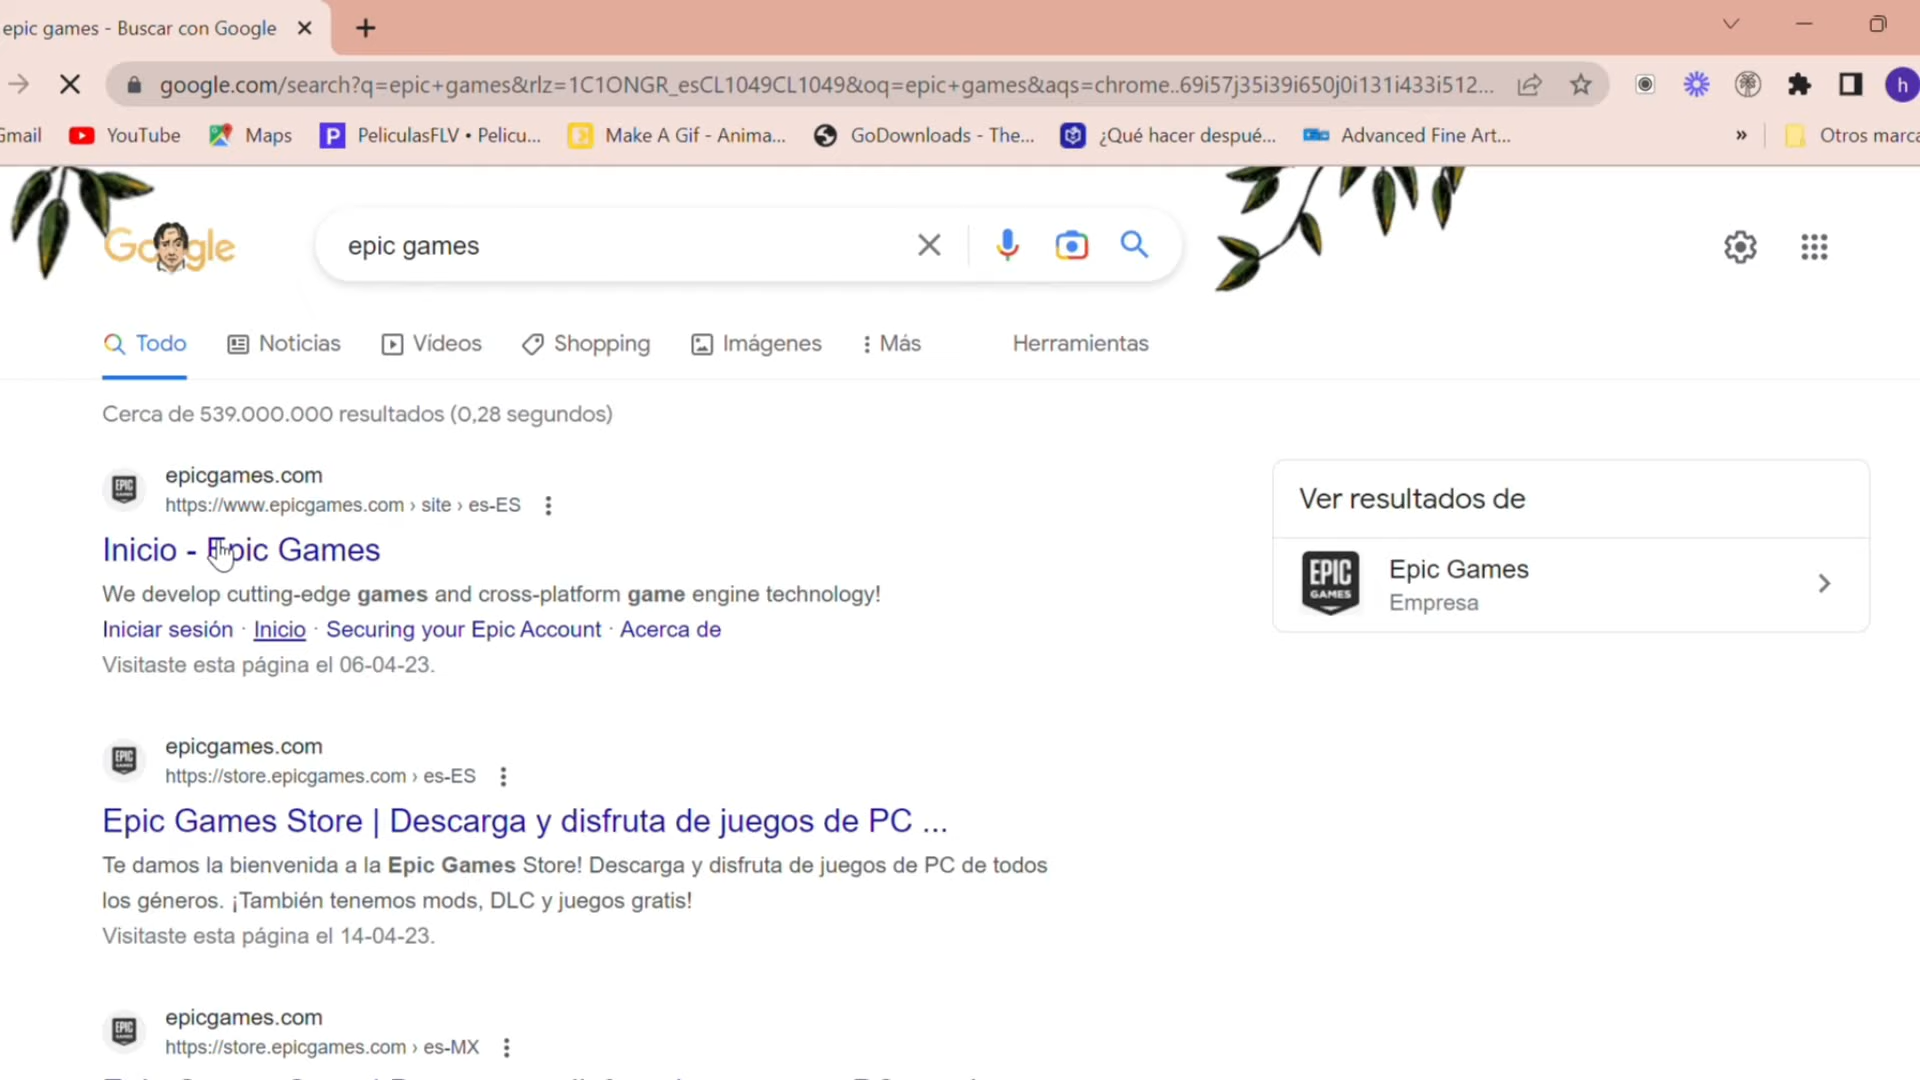 epic games - Buscar con Google
google.com/search?q=epic+games&rlz=1C1ONGR_esCL1049CL1049&oq=epic+games&aqs=chrome..69i57j35i39i650j0i131i433i512...
h
Gmail YouTube Maps PeliculasFLV • Pelicu... Make A Gif - Anima... GoDownloads - The... ¿Qué hacer despué... Advanced Fine Art... » Otros marca
Google
epic games
Todo Noticias Vídeos Shopping Imágenes Más Herramientas
Cerca de 539.000.000 resultados (0,28 segundos)
epicgames.com
https://www.epicgames.com › site › es-ES
Inicio - Epic Games
We develop cutting-edge games and cross-platform game engine technology!
Iniciar sesión · Inicio · Securing your Epic Account · Acerca de
Visitaste esta página el 06-04-23.
Ver resultados de
EPIC GAMES
Epic Games
Empresa
epicgames.com
https://store.epicgames.com › es-ES
Epic Games Store | Descarga y disfruta de juegos de PC ...
Te damos la bienvenida a la Epic Games Store! Descarga y disfruta de juegos de PC de todos
los géneros. ¡También tenemos mods, DLC y juegos gratis!
Visitaste esta página el 14-04-23.
epicgames.com
https://store.epicgames.com › es-MX